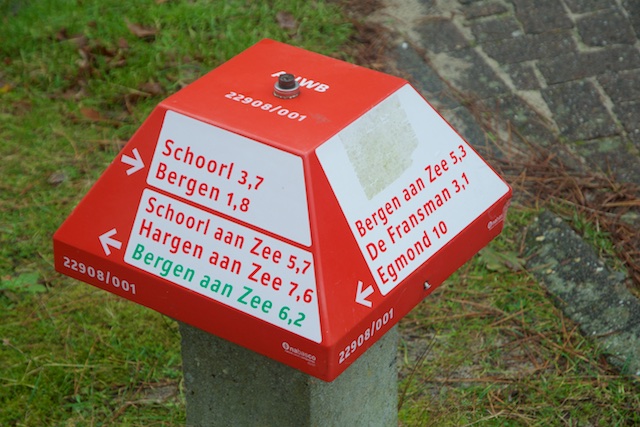 ANWB
22908/001
Schoorl 3,7
Bergen 1,8
Schoorl aan Zee 5,7
Hargen aan Zee 7,6
Bergen aan Zee 6,2
22908/001
Bergen aan Zee 5,3
De Fransman 3,1
Egmond 10
22908/001